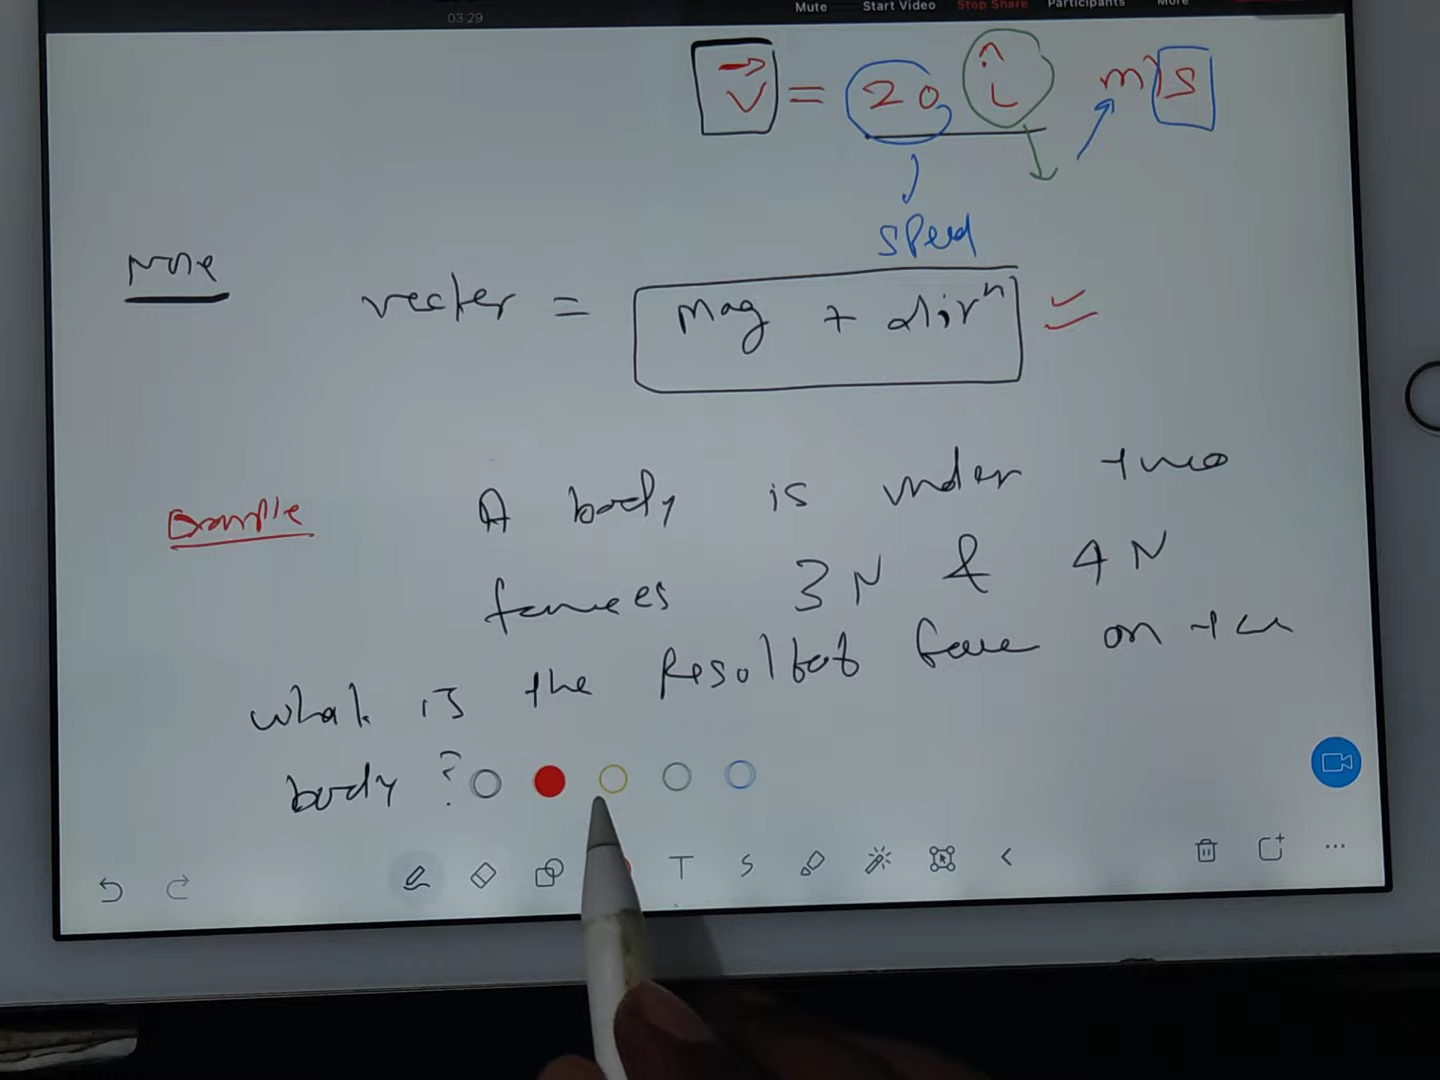 03:29
Mute Start Video Stop Share Participants More
v = 20 î m/s
speed
Note
vector = Mag + dirⁿ
Example A body is under two
forces 3N & 4N
What is the Resultat force on the
body ?
T S